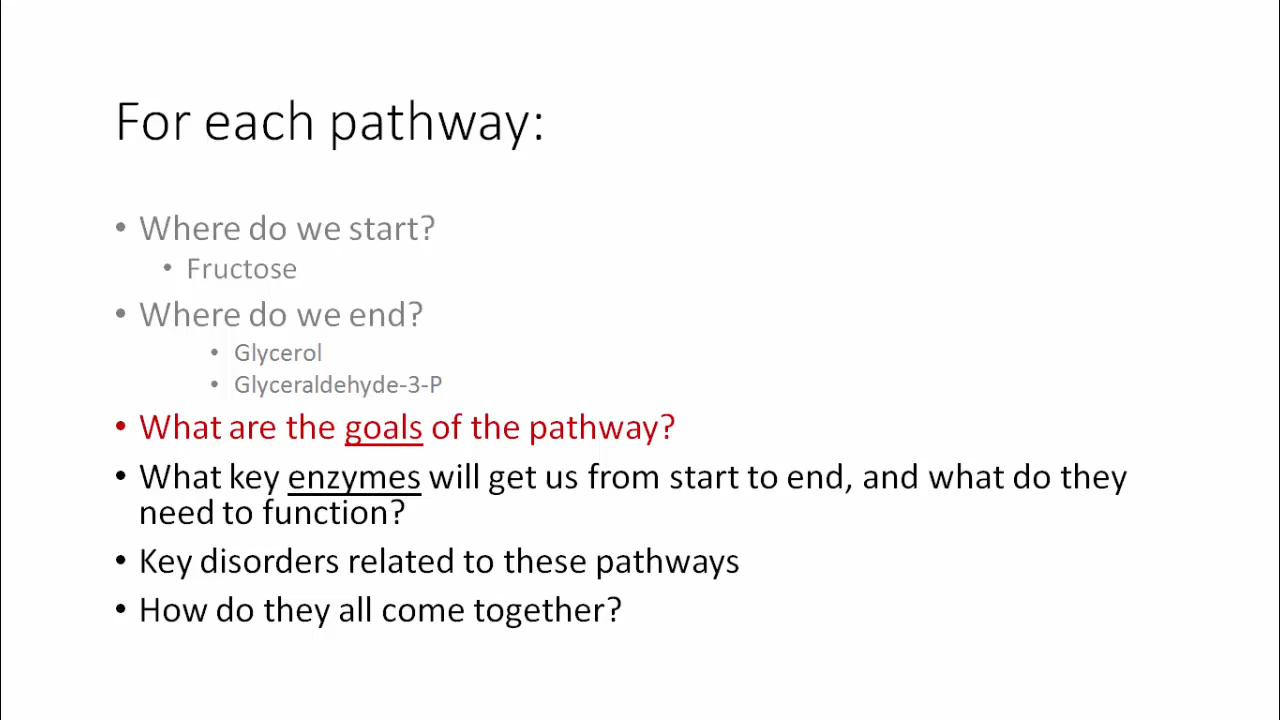 For each pathway:
• Where do we start?
• Fructose
• Where do we end?
• Glycerol
• Glyceraldehyde-3-P
• What are the goals of the pathway?
• What key enzymes will get us from start to end, and what do they
need to function?
• Key disorders related to these pathways
• How do they all come together?